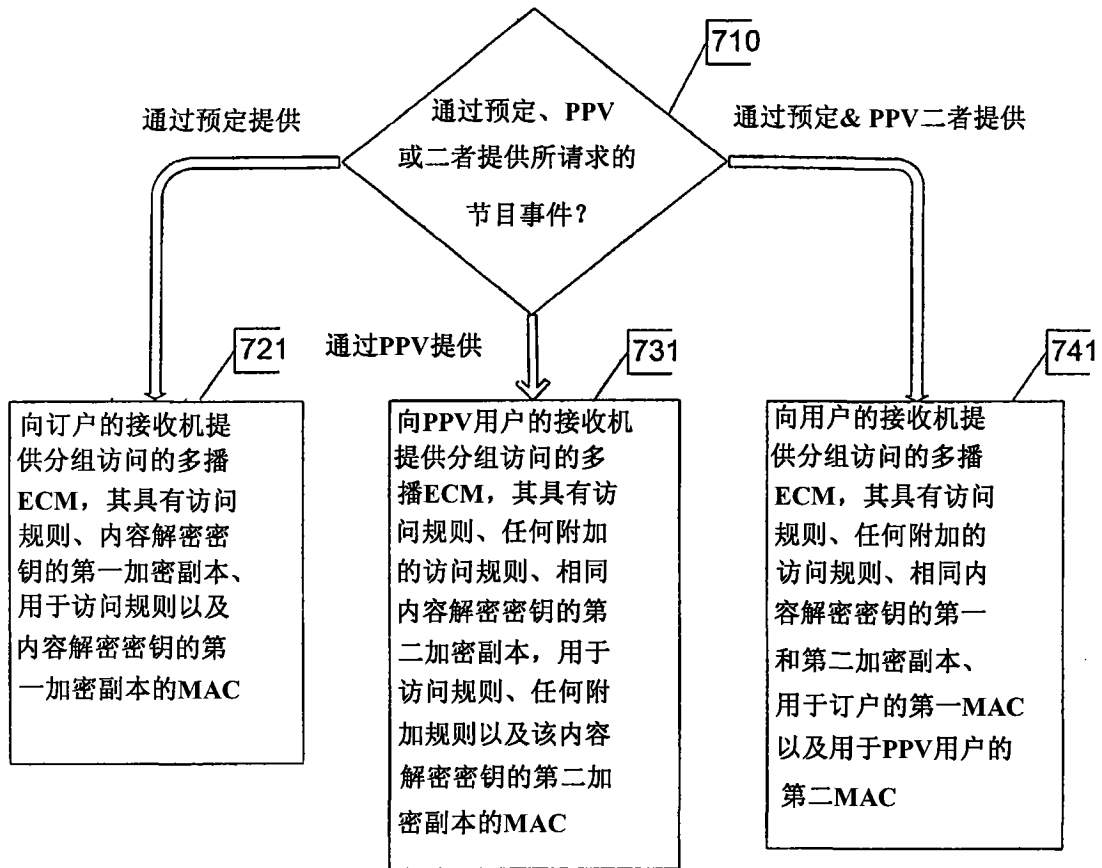 710
通过预定提供
通过预定、PPV
或二者提供所请求的
节目事件？
通过预定& PPV二者提供
721
通过PPV提供
731
741
向订户的接收机提
供分组访问的多播
ECM，其具有访问
规则、内容解密密
钥的第一加密副本、
用于访问规则以及
内容解密密钥的第
一加密副本的MAC
向PPV用户的接收机
提供分组访问的多
播ECM，其具有访
问规则、任何附加
的访问规则、相同
内容解密密钥的第
二加密副本，用于
访问规则、任何附
加规则以及该内容
解密密钥的第二加
密副本的MAC
向用户的接收机提
供分组访问的多播
ECM，其具有访问
规则、任何附加的
访问规则、相同内
容解密密钥的第一
和第二加密副本、
用于订户的第一MAC
以及用于PPV用户的
第二MAC